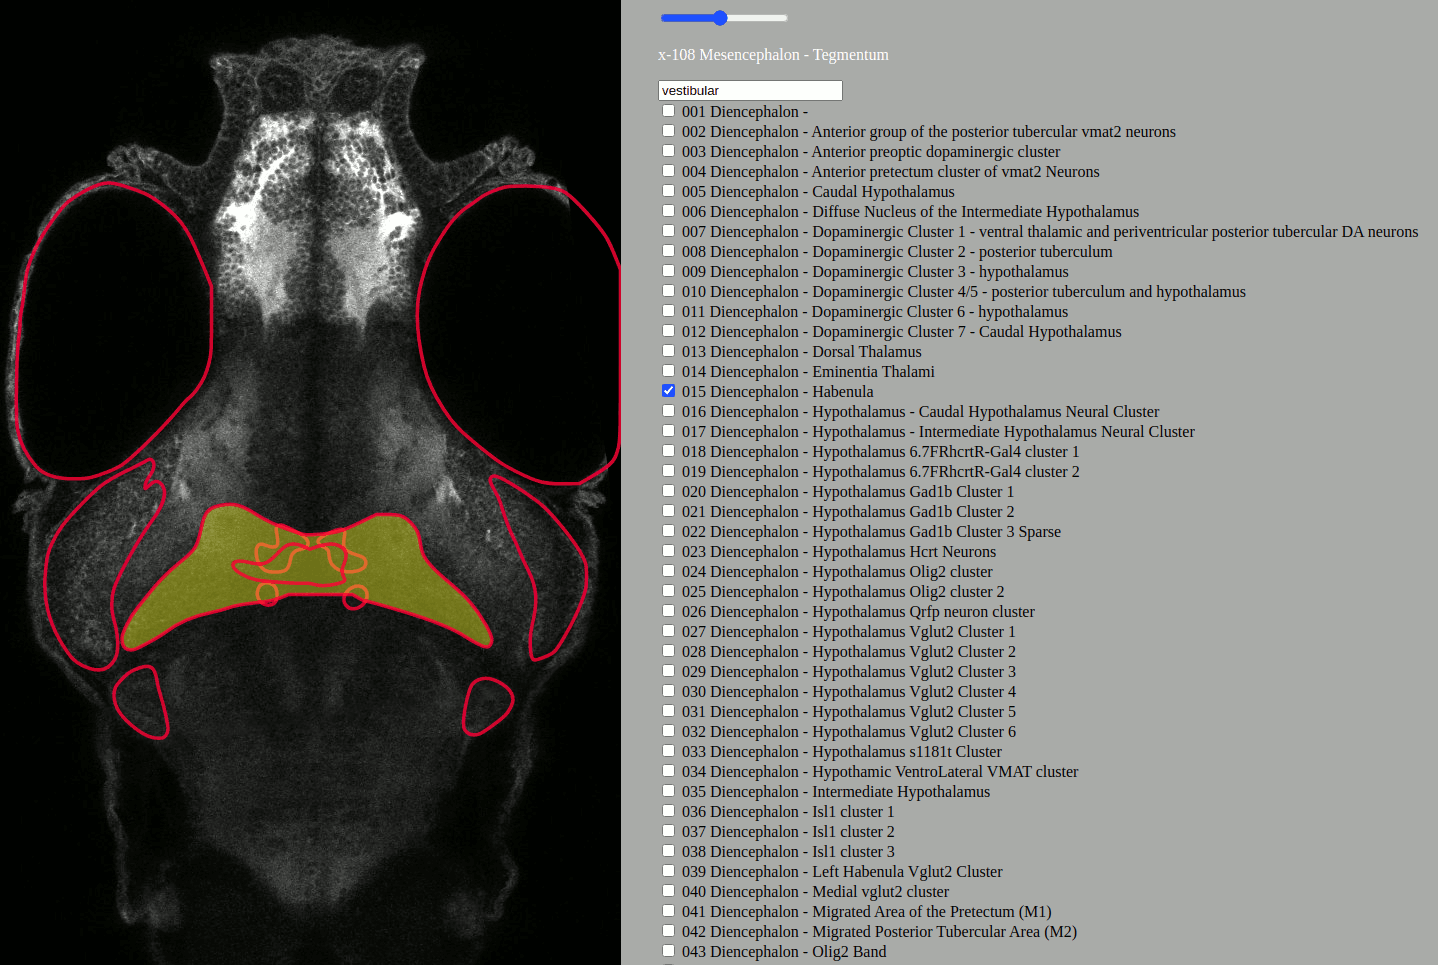 x-108 Mesencephalon - Tegmentum
vestibular
001 Diencephalon -
002 Diencephalon - Anterior group of the posterior tubercular vmat2 neurons
003 Diencephalon - Anterior preoptic dopaminergic cluster
004 Diencephalon - Anterior pretectum cluster of vmat2 Neurons
005 Diencephalon - Caudal Hypothalamus
006 Diencephalon - Diffuse Nucleus of the Intermediate Hypothalamus
007 Diencephalon - Dopaminergic Cluster 1 - ventral thalamic and periventricular posterior tubercular DA neurons
008 Diencephalon - Dopaminergic Cluster 2 - posterior tuberculum
009 Diencephalon - Dopaminergic Cluster 3 - hypothalamus
010 Diencephalon - Dopaminergic Cluster 4/5 - posterior tuberculum and hypothalamus
011 Diencephalon - Dopaminergic Cluster 6 - hypothalamus
012 Diencephalon - Dopaminergic Cluster 7 - Caudal Hypothalamus
013 Diencephalon - Dorsal Thalamus
014 Diencephalon - Eminentia Thalami
015 Diencephalon - Habenula
016 Diencephalon - Hypothalamus - Caudal Hypothalamus Neural Cluster
017 Diencephalon - Hypothalamus - Intermediate Hypothalamus Neural Cluster
018 Diencephalon - Hypothalamus 6.7FRhcrtR-Gal4 cluster 1
019 Diencephalon - Hypothalamus 6.7FRhcrtR-Gal4 cluster 2
020 Diencephalon - Hypothalamus Gad1b Cluster 1
021 Diencephalon - Hypothalamus Gad1b Cluster 2
022 Diencephalon - Hypothalamus Gad1b Cluster 3 Sparse
023 Diencephalon - Hypothalamus Hcrt Neurons
024 Diencephalon - Hypothalamus Olig2 cluster
025 Diencephalon - Hypothalamus Olig2 cluster 2
026 Diencephalon - Hypothalamus Qrfp neuron cluster
027 Diencephalon - Hypothalamus Vglut2 Cluster 1
028 Diencephalon - Hypothalamus Vglut2 Cluster 2
029 Diencephalon - Hypothalamus Vglut2 Cluster 3
030 Diencephalon - Hypothalamus Vglut2 Cluster 4
031 Diencephalon - Hypothalamus Vglut2 Cluster 5
032 Diencephalon - Hypothalamus Vglut2 Cluster 6
033 Diencephalon - Hypothalamus s1181t Cluster
034 Diencephalon - Hypothamic VentroLateral VMAT cluster
035 Diencephalon - Intermediate Hypothalamus
036 Diencephalon - Isl1 cluster 1
037 Diencephalon - Isl1 cluster 2
038 Diencephalon - Isl1 cluster 3
039 Diencephalon - Left Habenula Vglut2 Cluster
040 Diencephalon - Medial vglut2 cluster
041 Diencephalon - Migrated Area of the Pretectum (M1)
042 Diencephalon - Migrated Posterior Tubercular Area (M2)
043 Diencephalon - Olig2 Band